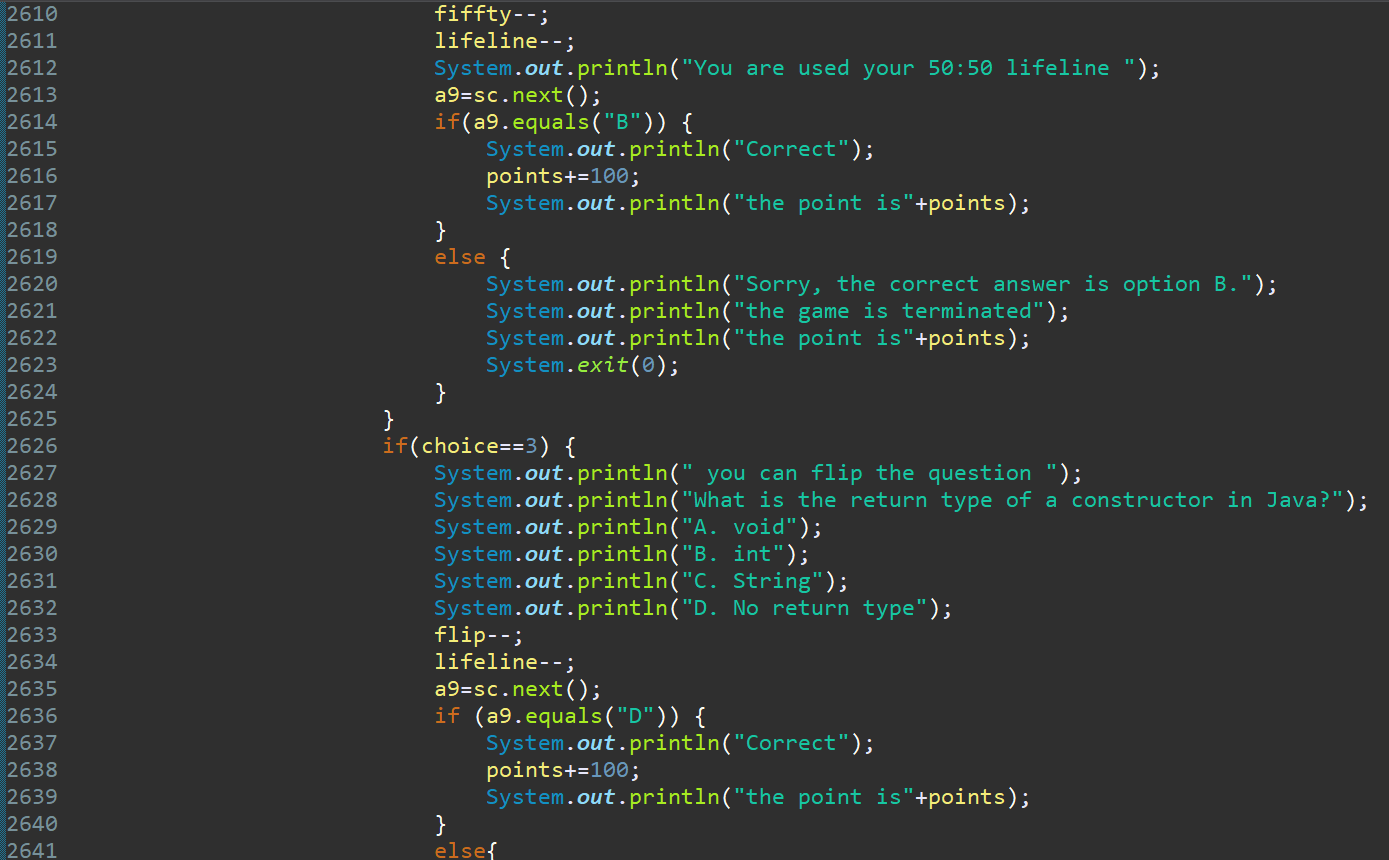 2610 fiffty--;
2611 lifeline--;
2612 System.out.println("You are used your 50:50 lifeline ");
2613 a9=sc.next();
2614 if(a9.equals("B")) {
2615 System.out.println("Correct");
2616 points+=100;
2617 System.out.println("the point is"+points);
2618 }
2619 else {
2620 System.out.println("Sorry, the correct answer is option B.");
2621 System.out.println("the game is terminated");
2622 System.out.println("the point is"+points);
2623 System.exit(0);
2624 }
2625 }
2626 if(choice==3) {
2627 System.out.println(" you can flip the question ");
2628 System.out.println("What is the return type of a constructor in Java?");
2629 System.out.println("A. void");
2630 System.out.println("B. int");
2631 System.out.println("C. String");
2632 System.out.println("D. No return type");
2633 flip--;
2634 lifeline--;
2635 a9=sc.next();
2636 if (a9.equals("D")) {
2637 System.out.println("Correct");
2638 points+=100;
2639 System.out.println("the point is"+points);
2640 }
2641 else{